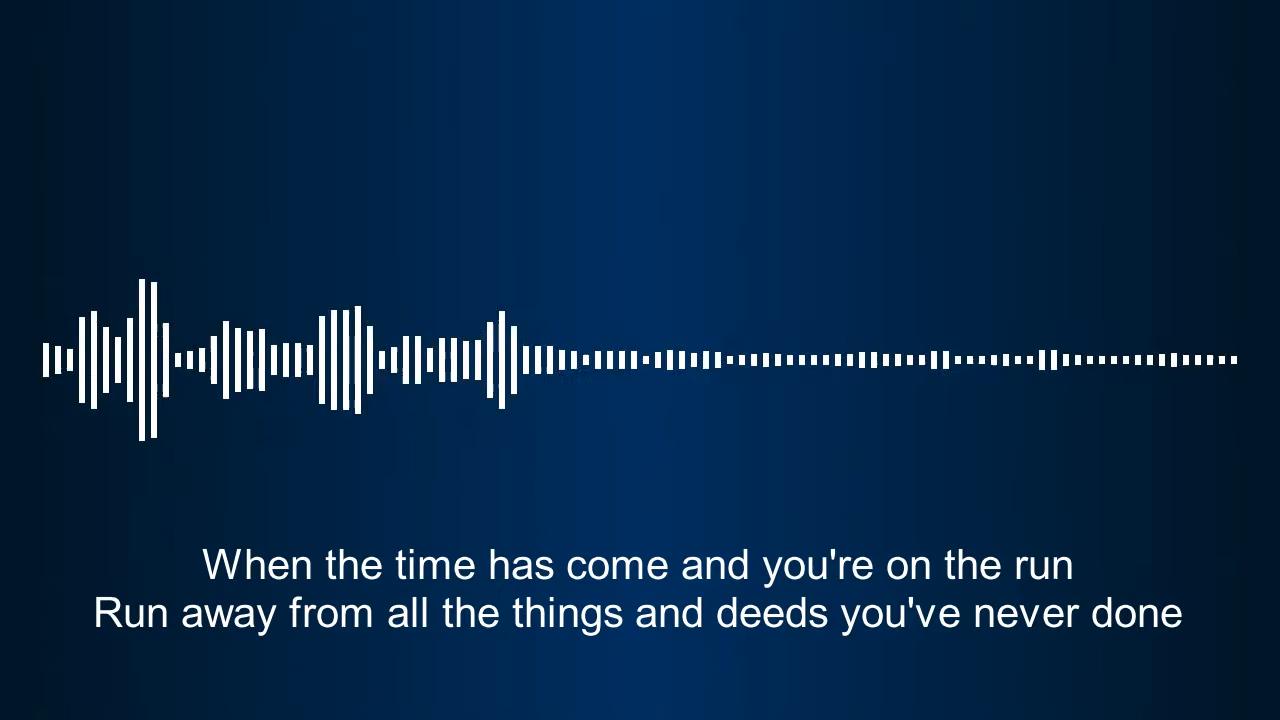 When the time has come and you're on the run
Run away from all the things and deeds you've never done